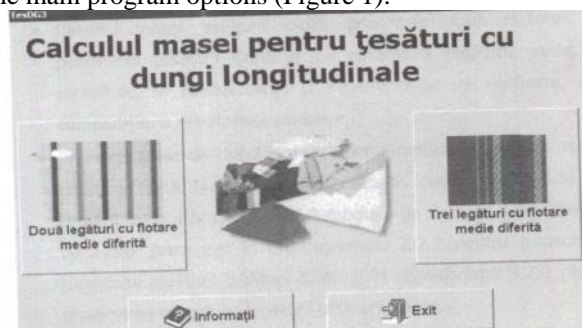 e main program options (Figure 1).
TesDG3
Calculul masei pentru ţesături cu
dungi longitudinale
Două legături cu flotare
medie diferită
Trei legături cu flotare
medie diferită
Informaţii
Exit